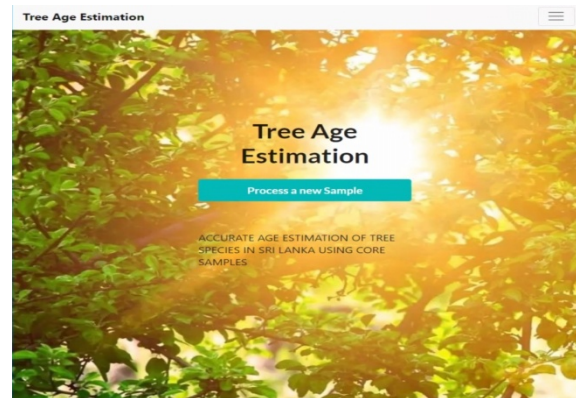 Tree Age Estimation
Tree Age
Estimation
Process a new Sample
ACCURATE AGE ESTIMATION OF TREE
SPECIES IN SRI LANKA USING CORE
SAMPLES